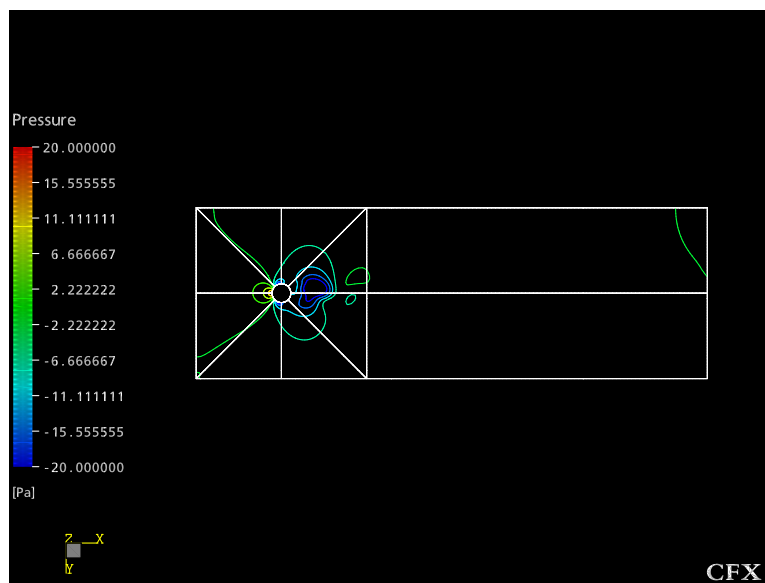 Pressure
20.000000
15.555555
11.111111
6.666667
2.222222
-2.222222
-6.666667
-11.111111
-15.555555
-20.000000
[Pa]
Z X
Y
CFX